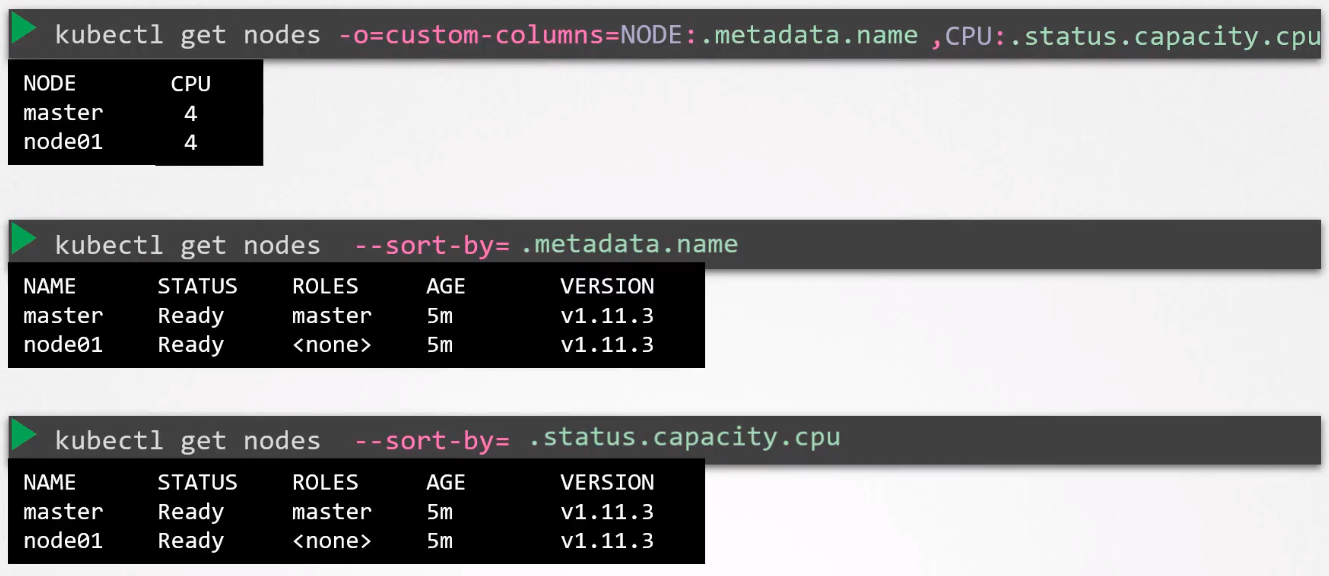 kubectl get nodes -o=custom-columns=NODE:.metadata.name ,CPU:.status.capacity.cpu
NODE CPU
master 4
node01 4
kubectl get nodes --sort-by= .metadata.name
NAME STATUS ROLES AGE VERSION
master Ready master 5m v1.11.3
node01 Ready <none> 5m v1.11.3
kubectl get nodes --sort-by= .status.capacity.cpu
NAME STATUS ROLES AGE VERSION
master Ready master 5m v1.11.3
node01 Ready <none> 5m v1.11.3